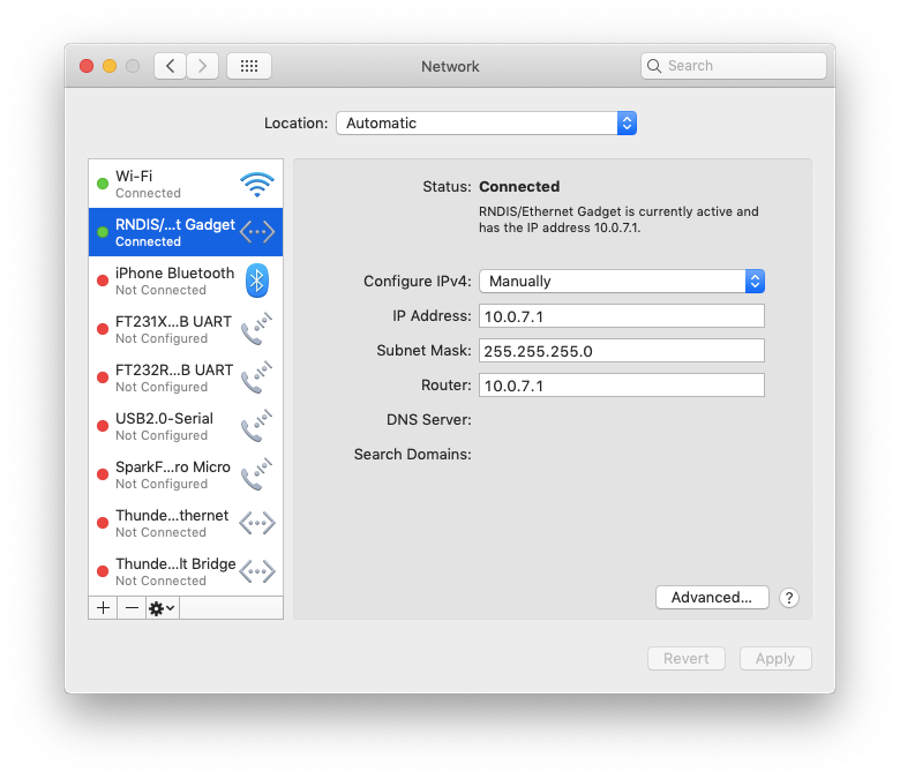 Network
Search
Location: Automatic
Wi-Fi
Connected
RNDIS/...t Gadget
Connected
iPhone Bluetooth
Not Connected
FT231X...B UART
Not Configured
FT232R...B UART
Not Configured
USB2.0-Serial
Not Configured
SparkF...ro Micro
Not Configured
Thunde...thernet
Not Connected
Thunde...lt Bridge
Not Connected
Status: Connected
RNDIS/Ethernet Gadget is currently active and
has the IP address 10.0.7.1.
Configure IPv4: Manually
IP Address: 10.0.7.1
Subnet Mask: 255.255.255.0
Router: 10.0.7.1
DNS Server:
Search Domains:
Advanced... ?
Revert Apply